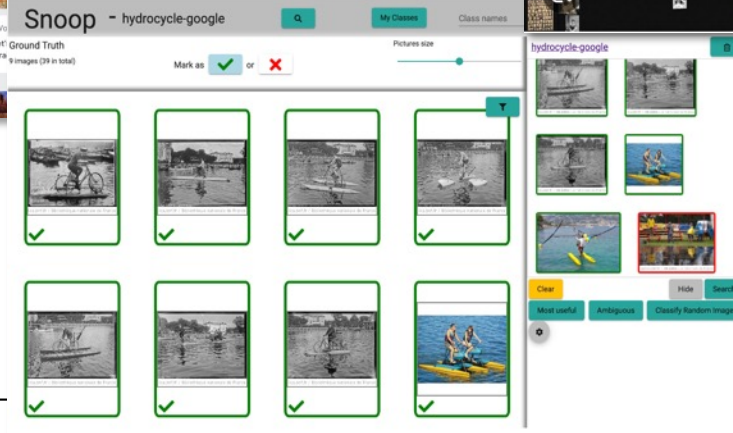 Snoop - hydrocycle-google
My Classes
Class names
Ground Truth
9 images (39 in total)
Mark as
or
Pictures size
hydrocycle-google
Clear
Hide
Search
Most useful
Ambiguous
Classify Random Image